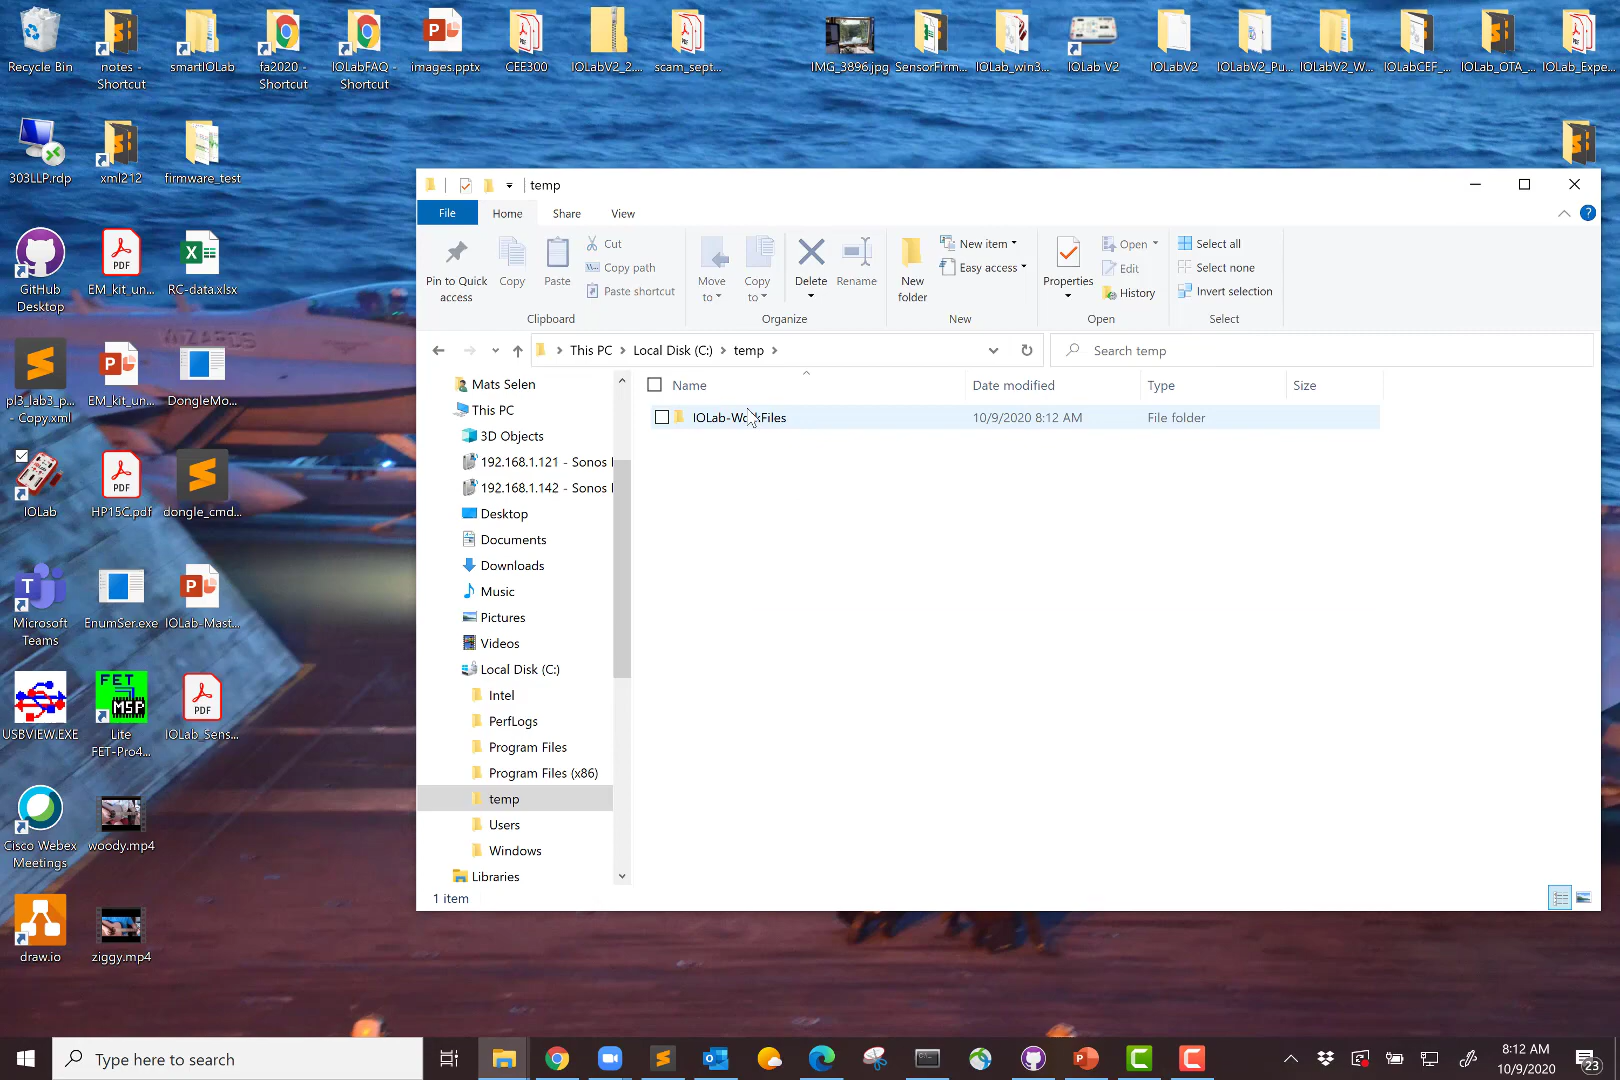 Recycle Bin
notes -
Shortcut
smartIOLab
fa2020 -
Shortcut
IOLabFAQ -
Shortcut
images.pptx
CEE300
IOLabV2_2...
scam_sept...
IMG_3896.jpg
SensorFirm...
IOLab_win3...
IOLab V2
IOLabV2
IOLabV2_Pu...
IOLabV2_W...
IOLabCEF_...
IOLab_OTA_...
IOLab_Expe...
303LLP.rdp
xml212
firmware_test
GitHub
Desktop
EM_kit_un...
RC-data.xlsx
pl3_lab3_p...
- Copy.xml
EM_kit_un...
DongleMo...
IOLab
HP15C.pdf
dongle_cmd...
Microsoft
Teams
EnumSer.exe
IOLab-Mast...
USBVIEW.EXE
FET
MSP
Lite
FET-Pro4...
IOLab_Sens...
Cisco Webex
Meetings
woody.mp4
draw.io
ziggy.mp4
temp
File
Home
Share
View
Pin to Quick
access
Copy
Paste
Cut
Copy path
Paste shortcut
Clipboard
Move
to
Copy
to
Delete
Rename
Organize
New
folder
New item
Easy access
New
Properties
Open
Edit
History
Open
Select all
Select none
Invert selection
Select
This PC > Local Disk (C:) > temp >
Search temp
Name
Date modified
Type
Size
IOLab-WorkFiles
10/9/2020 8:12 AM
File folder
Mats Selen
This PC
3D Objects
192.168.1.121 - Sonos
192.168.1.142 - Sonos
Desktop
Documents
Downloads
Music
Pictures
Videos
Local Disk (C:)
Intel
PerfLogs
Program Files
Program Files (x86)
temp
Users
Windows
Libraries
1 item
Type here to search
8:12 AM
10/9/2020
23